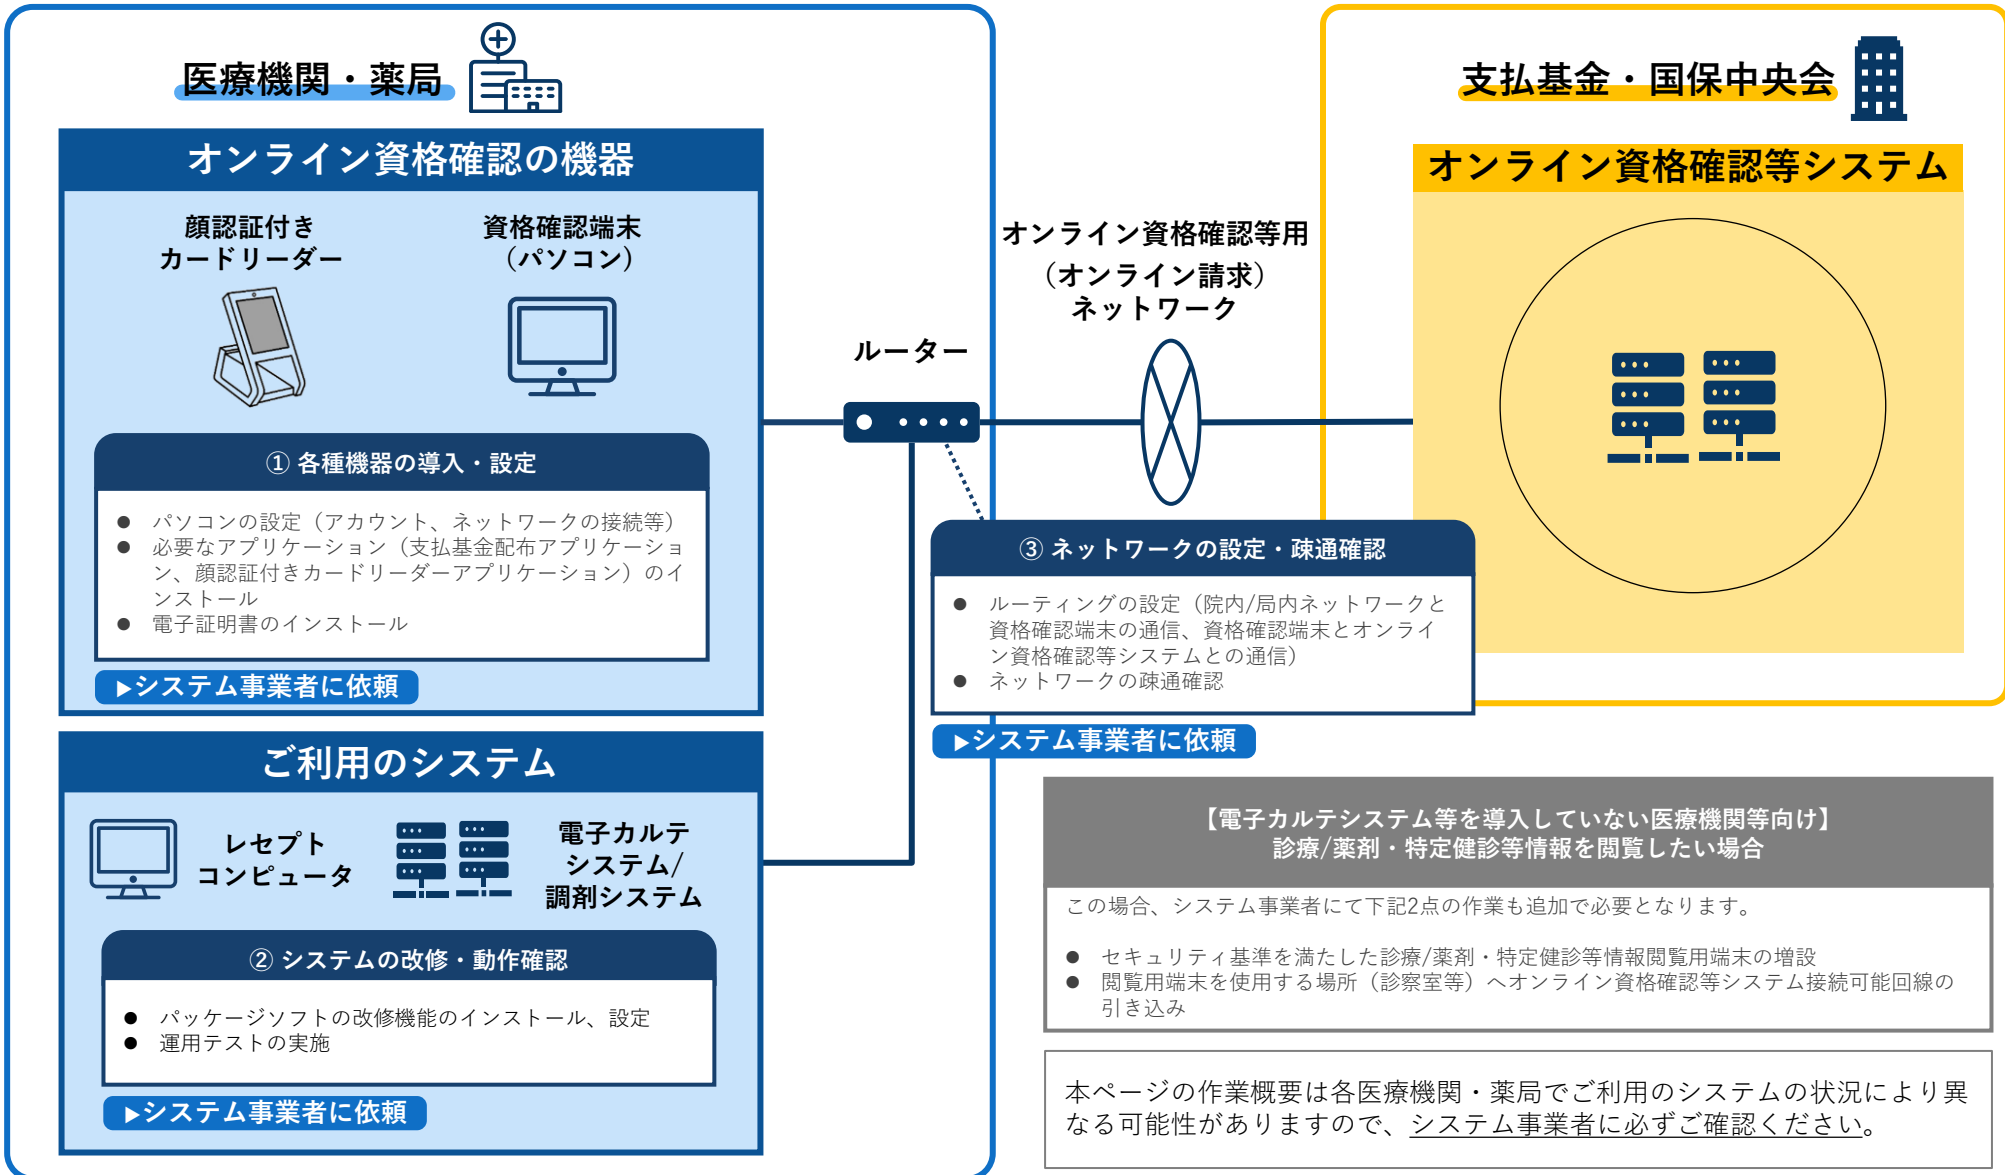 医療機関・薬局
オンライン資格確認の機器
顔認証付き
カードリーダー
資格確認端末
（パソコン）
① 各種機器の導入・設定
● パソコンの設定（アカウント、ネットワークの接続等）
● 必要なアプリケーション（支払基金配布アプリケーショ
ン、顔認証付きカードリーダーアプリケーション）のイ
ンストール
● 電子証明書のインストール
▶システム事業者に依頼
ご利用のシステム
レセプト
コンピュータ
電子カルテ
システム/
調剤システム
② システムの改修・動作確認
● パッケージソフトの改修機能のインストール、設定
● 運用テストの実施
▶システム事業者に依頼
ルーター
オンライン資格確認等用
（オンライン請求）
ネットワーク
③ ネットワークの設定・疎通確認
● ルーティングの設定（院内/局内ネットワークと
資格確認端末の通信、資格確認端末とオンライ
ン資格確認等システムとの通信）
● ネットワークの疎通確認
▶システム事業者に依頼
支払基金・国保中央会
オンライン資格確認等システム
【電子カルテシステム等を導入していない医療機関等向け】
診療/薬剤・特定健診等情報を閲覧したい場合
この場合、システム事業者にて下記2点の作業も追加で必要となります。
● セキュリティ基準を満たした診療/薬剤・特定健診等情報閲覧用端末の増設
● 閲覧用端末を使用する場所（診察室等）へオンライン資格確認等システム接続可能回線の
引き込み
本ページの作業概要は各医療機関・薬局でご利用のシステムの状況により異
なる可能性がありますので、システム事業者に必ずご確認ください。